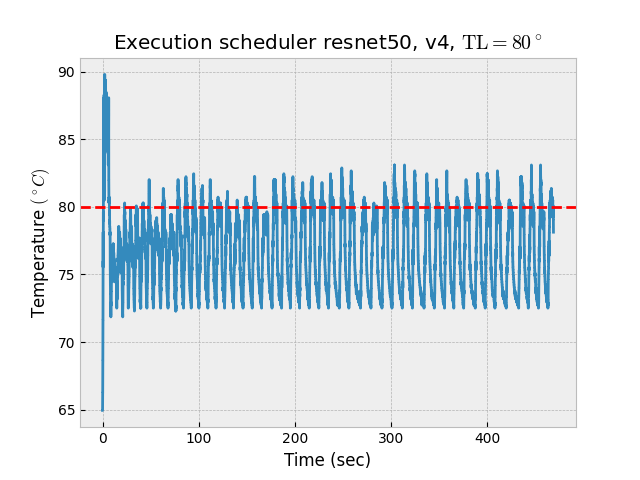 Execution scheduler resnet50, v4, TL = 80°
90
85
80
75
70
65
Temperature (°C)
0 100 200 300 400
Time (sec)